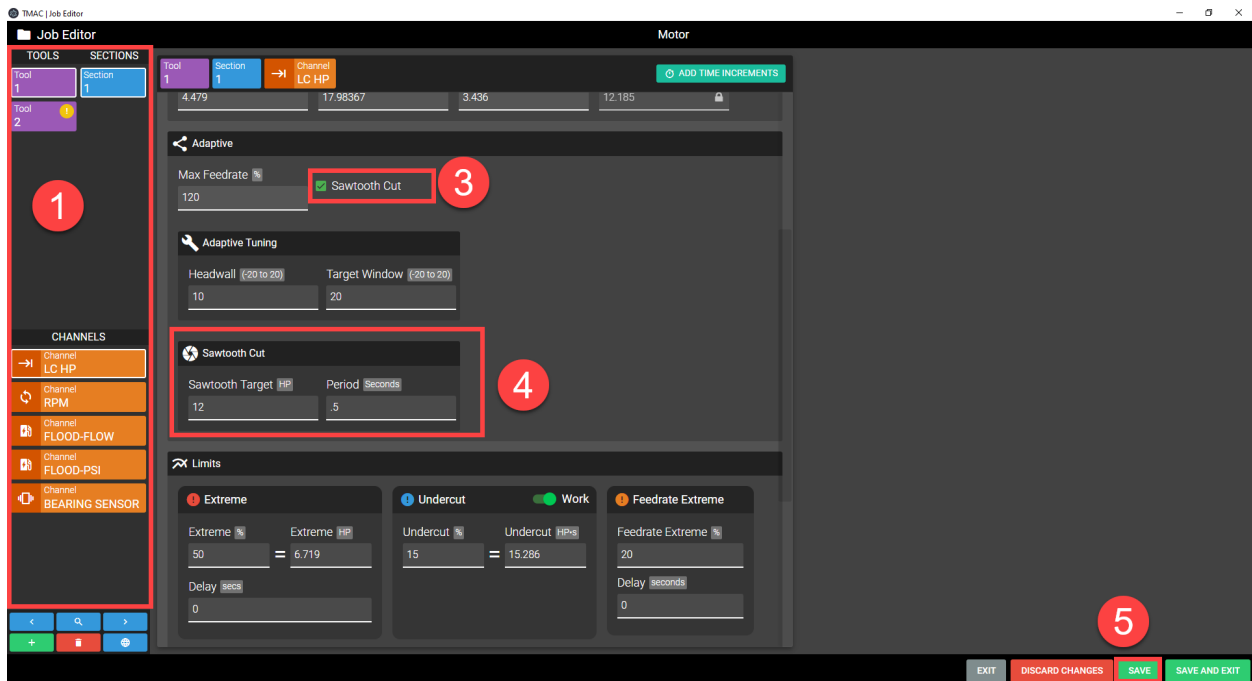 TMAC | Job Editor
Job Editor
Motor
TOOLS SECTIONS
Tool
1
Section
1
Tool
2
1
CHANNELS
Channel
LC HP
Channel
RPM
Channel
FLOOD-FLOW
Channel
FLOOD-PSI
Channel
BEARING SENSOR
Tool
1
Section
1
Channel
LC HP
ADD TIME INCREMENTS
4.479 17.98367 3.436 12.185
Adaptive
Max Feedrate %
120
Sawtooth Cut
3
Adaptive Tuning
Headwall (-20 to 20) Target Window (-20 to 20)
10 20
Sawtooth Cut
Sawtooth Target HP Period Seconds
12 .5
4
Limits
Extreme
Extreme % Extreme HP
50 = 6.719
Delay secs
0
Undercut Work
Undercut % Undercut HP•s
15 = 15.286
Feedrate Extreme
Feedrate Extreme %
20
Delay seconds
0
5
EXIT DISCARD CHANGES SAVE SAVE AND EXIT